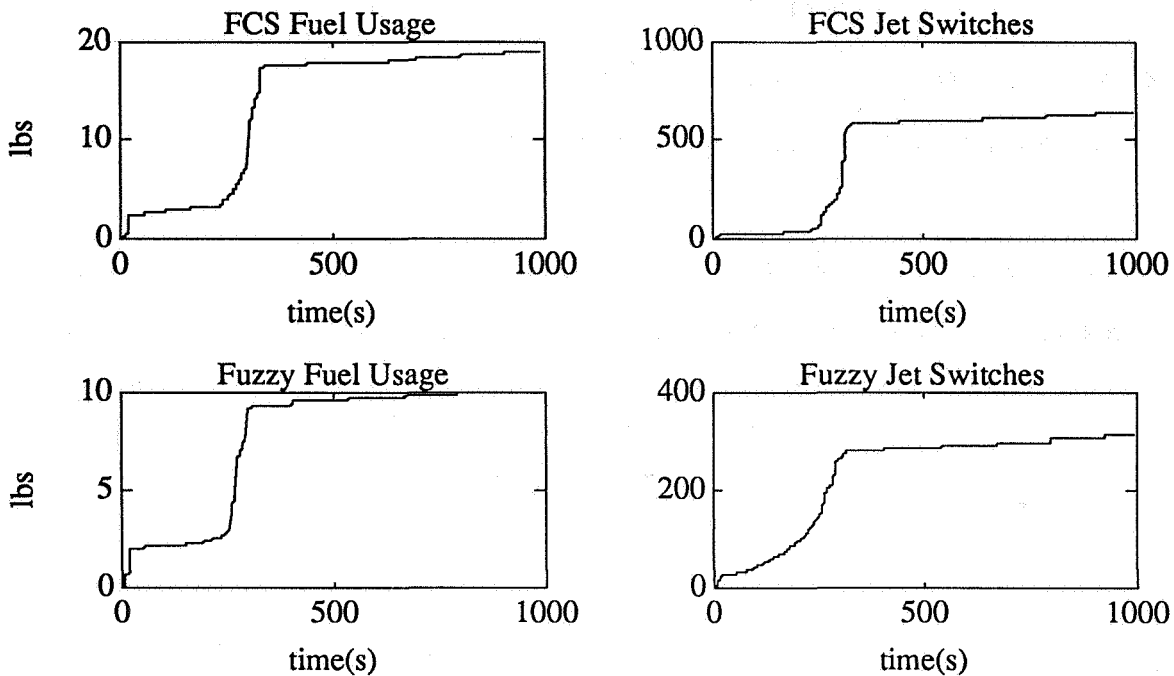 FCS Fuel Usage
20
10
0
lbs
0 500 1000
time(s)
FCS Jet Switches
1000
500
0
0 500 1000
time(s)
Fuzzy Fuel Usage
10
5
0
lbs
0 500 1000
time(s)
Fuzzy Jet Switches
400
200
0
0 500 1000
time(s)